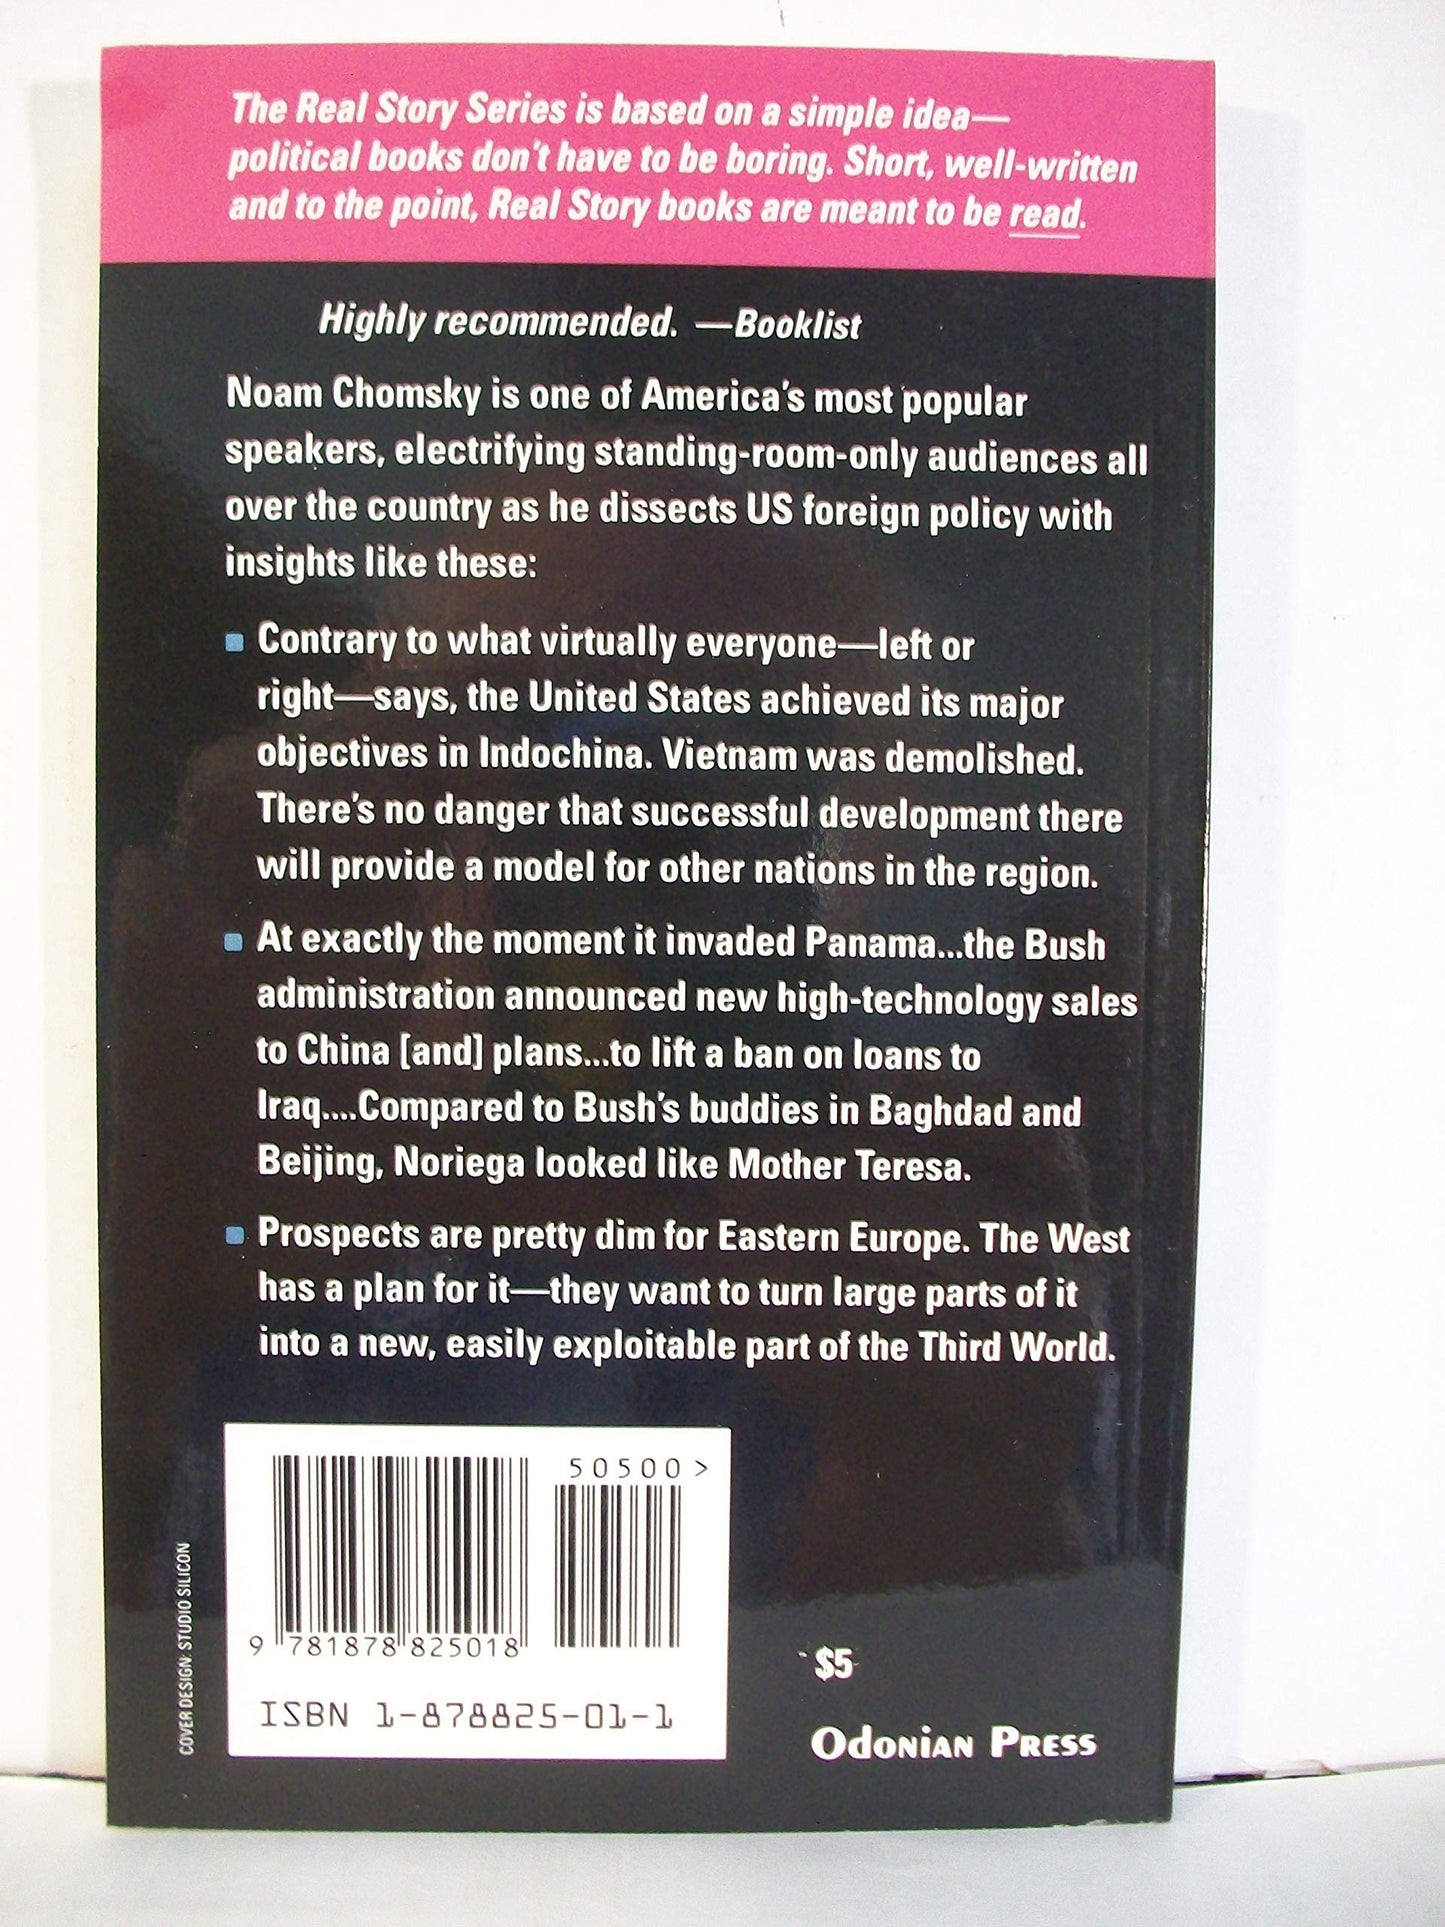 The Real Story Series is based on a simple idea—
political books don't have to be boring. Short, well-written
and to the point, Real Story books are meant to be read.
Highly recommended. —Booklist
Noam Chomsky is one of America's most popular
speakers, electrifying standing-room-only audiences all
over the country as he dissects US foreign policy with
insights like these:
Contrary to what virtually everyone—left or
right—says, the United States achieved its major
objectives in Indochina. Vietnam was demolished.
There's no danger that successful development there
will provide a model for other nations in the region.
At exactly the moment it invaded Panama...the Bush
administration announced new high-technology sales
to China [and] plans...to lift a ban on loans to
Iraq....Compared to Bush's buddies in Baghdad and
Beijing, Noriega looked like Mother Teresa.
Prospects are pretty dim for Eastern Europe. The West
has a plan for it—they want to turn large parts of it
into a new, easily exploitable part of the Third World.
50500>
9 781878 825018
ISBN 1-878825-01-1
COVER DESIGN: STUDIO SILICON
$5
Odonian Press